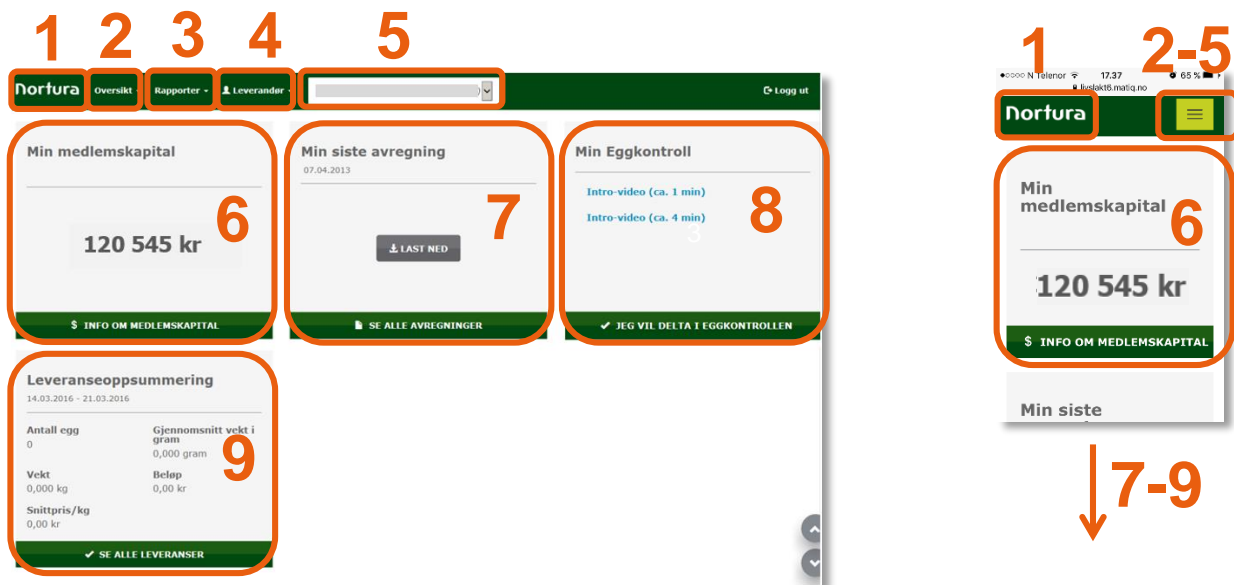 1 2 3 4 5
nortura Oversikt Rapporter Leverandør Logg ut
Min medlemskapital
6
120 545 kr
$ INFO OM MEDLEMSKAPITAL
Min siste avregning
07.04.2013
7
LAST NED
SE ALLE AVREGNINGER
Min Eggkontroll
Intro-video (ca. 1 min)
Intro-video (ca. 4 min)
8
3
JEG VIL DELTA I EGGKONTROLLEN
Leveranseoppsummering
14.03.2016 - 21.03.2016
Antall egg
0
Gjennomsnitt vekt i
gram
0,000 gram
9
Vekt
0,000 kg
Beløp
0,00 kr
Snittpris/kg
0,00 kr
SE ALLE LEVERANSER
1 2-5
N Telenor 17.37 65 %
livslakt6.matiq.no
nortura
Min
medlemskapital
6
120 545 kr
$ INFO OM MEDLEMSKAPITAL
Min siste
7-9